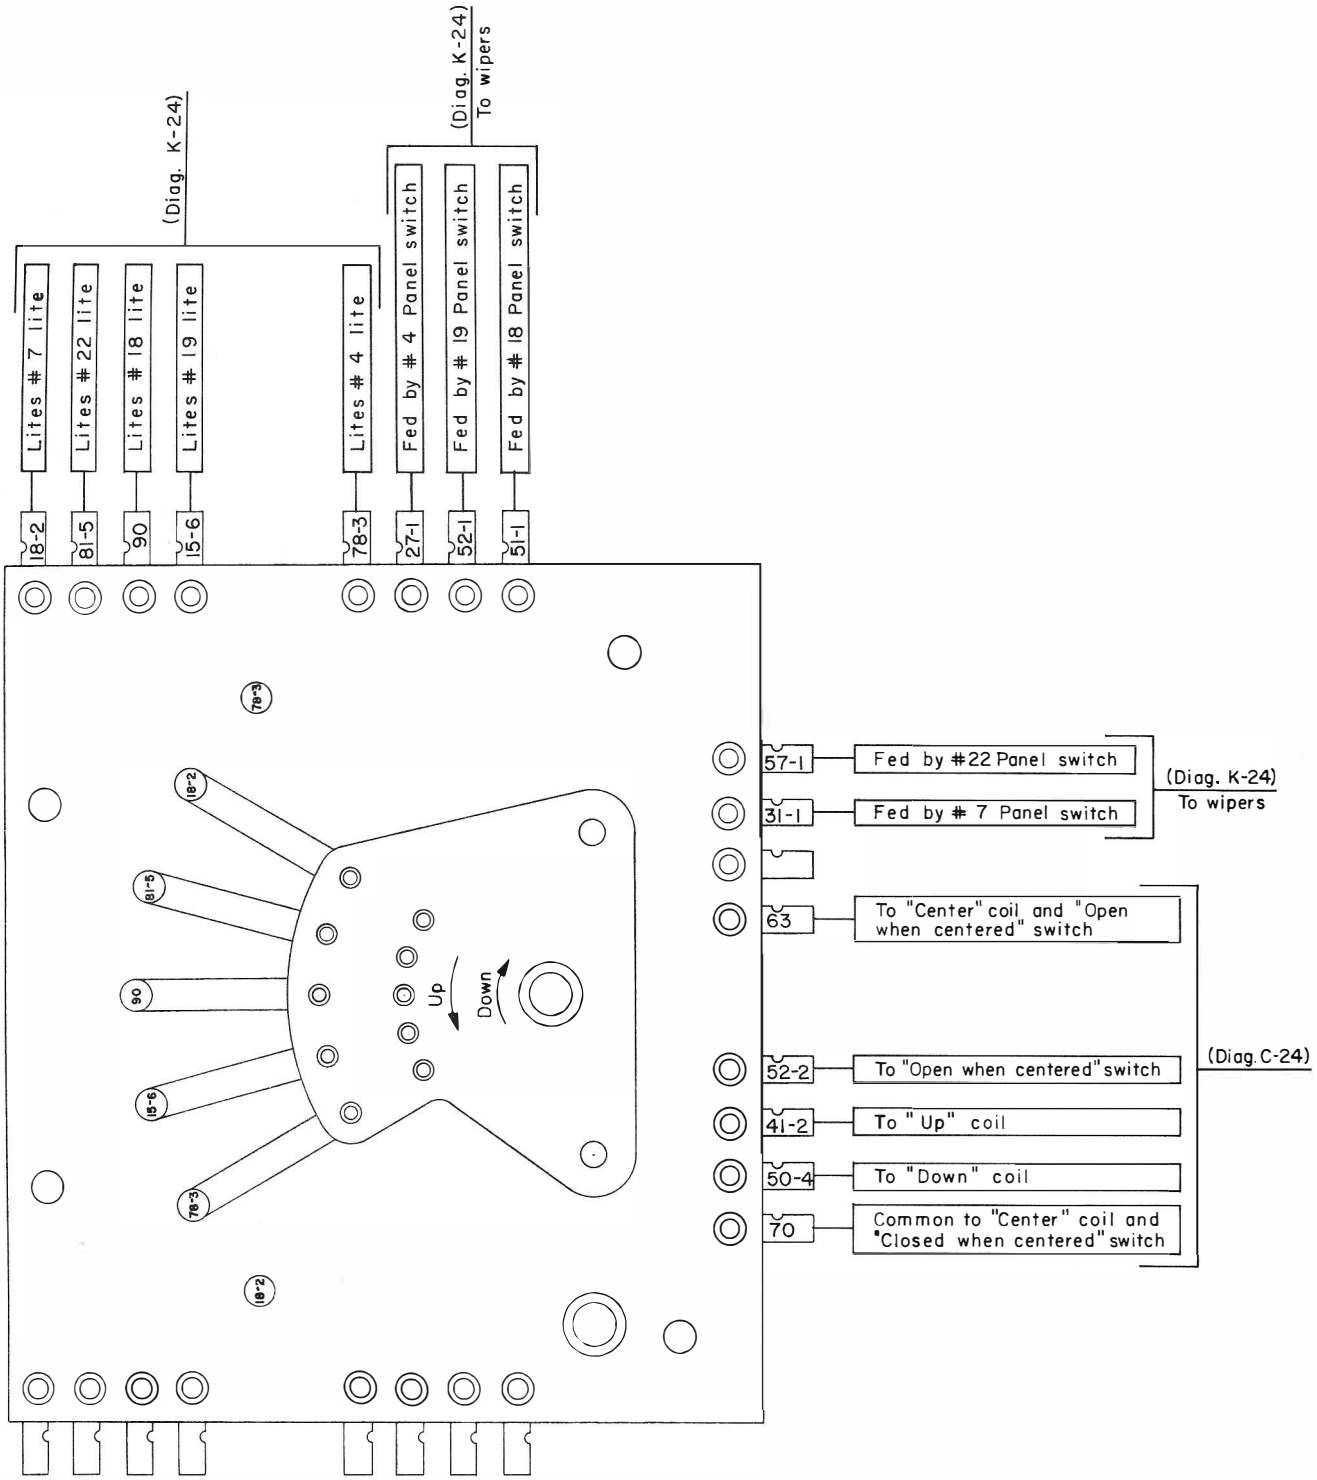 (Diag. K-24)
(Diag. K-24)
To wipers
Lites # 7 lite
Lites # 22 lite
Lites # 18 lite
Lites # 19 lite
Lites # 4 lite
Fed by # 4 Panel switch
Fed by # 19 Panel switch
Fed by # 18 Panel switch
18-2
81-5
90
15-6
78-3
27-1
52-1
51-1
78-3
18-2
81-5
90
15-6
78-3
18-2
Up
Down
57-1
Fed by #22 Panel switch
31-1
Fed by # 7 Panel switch
(Diag. K-24)
To wipers
63
To "Center" coil and "Open
when centered" switch
52-2
To "Open when centered" switch
41-2
To "Up" coil
50-4
To "Down" coil
70
Common to "Center" coil and
"Closed when centered" switch
(Diag. C-24)